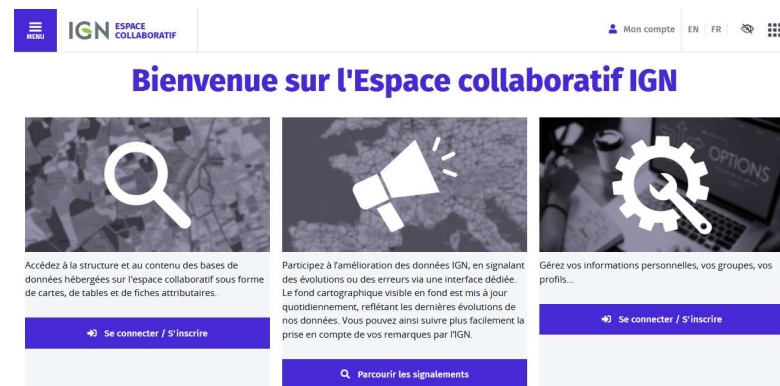 MENU
IGN ESPACE COLLABORATIF
Mon compte
EN FR
Bienvenue sur l'Espace collaboratif IGN
Accédez à la structure et au contenu des bases de
données hébergées sur l'espace collaboratif sous forme
de cartes, de tables et de fiches attributaires.
Se connecter / S'inscrire
Participez à l'amélioration des données IGN, en signalant
des évolutions ou des erreurs via une interface dédiée.
Le fond cartographique visible en fond est mis à jour
quotidiennement, reflétant les dernières évolutions de
nos données. Vous pouvez ainsi suivre plus facilement la
prise en compte de vos remarques par l'IGN.
Parcourir les signalements
OPTIONS
Gérez vos informations personnelles, vos groupes, vos
profils...
Se connecter / S'inscrire